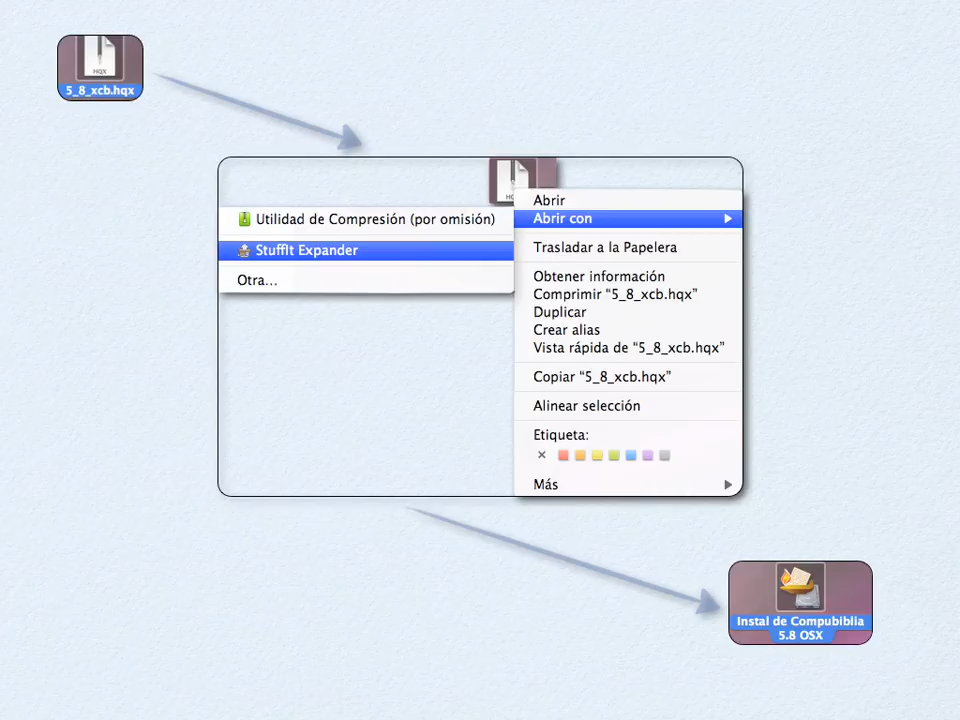 HQX
5_8_xcb.hqx
Abrir
Abrir con
Utilidad de Compresión (por omisión)
StuffIt Expander
Otra...
Trasladar a la Papelera
Obtener información
Comprimir “5_8_xcb.hqx”
Duplicar
Crear alias
Vista rápida de “5_8_xcb.hqx”
Copiar “5_8_xcb.hqx”
Alinear selección
Etiqueta:
Más
Instal de Compubiblia
5.8 OSX